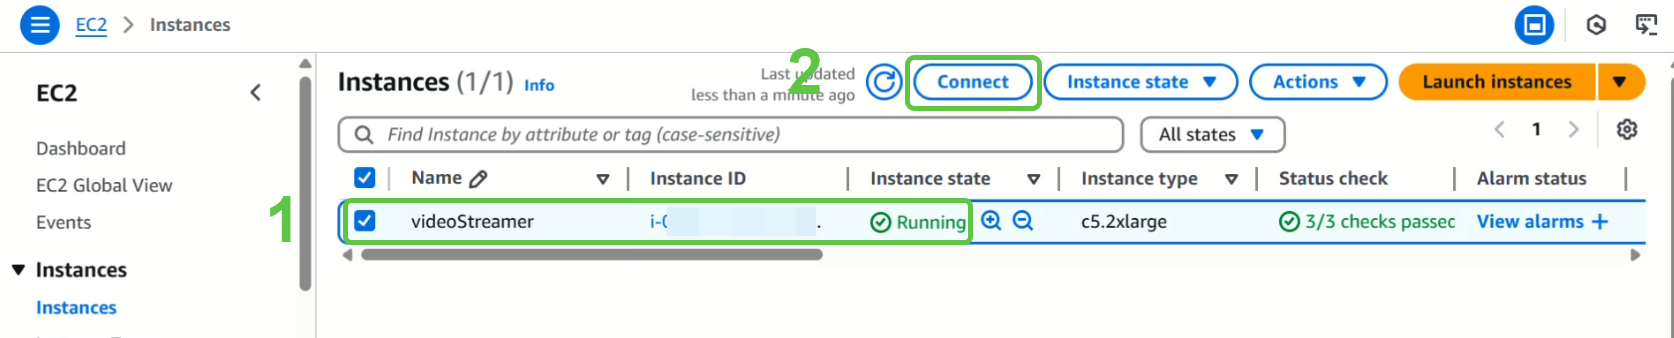 EC2 > Instances
EC2
Dashboard
EC2 Global View
Events
Instances
Instances
Instances (1/1) Info
Last updated
less than a minute ago
2
Connect
Instance state
Actions
Launch instances
Find Instance by attribute or tag (case-sensitive)
All states
1
Name
Instance ID
Instance state
Instance type
Status check
Alarm status
1
videoStreamer
Running
c5.2xlarge
3/3 checks passec
View alarms +